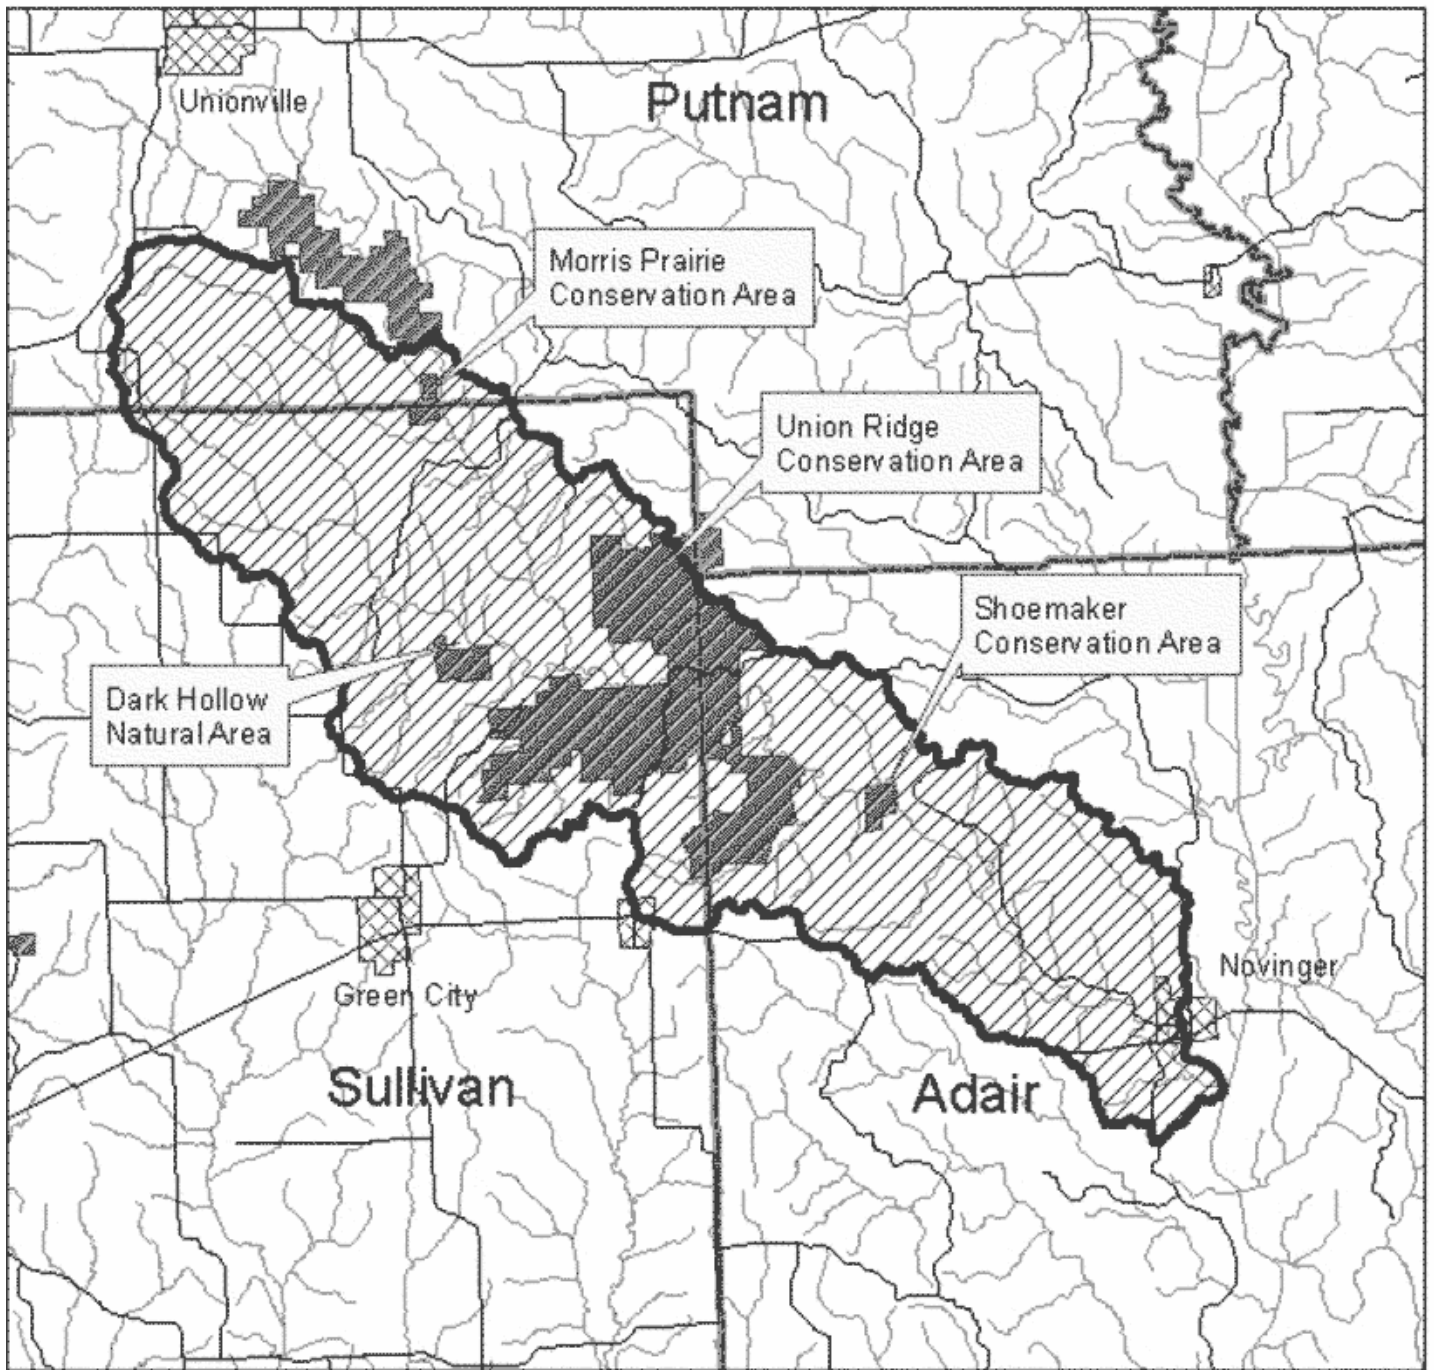 Unionville
Putnam
Morris Prairie
Conservation Area
Union Ridge
Conservation Area
Shoemaker
Conservation Area
Dark Hollow
Natural Area
Novinger
Green City
Sullivan
Adair